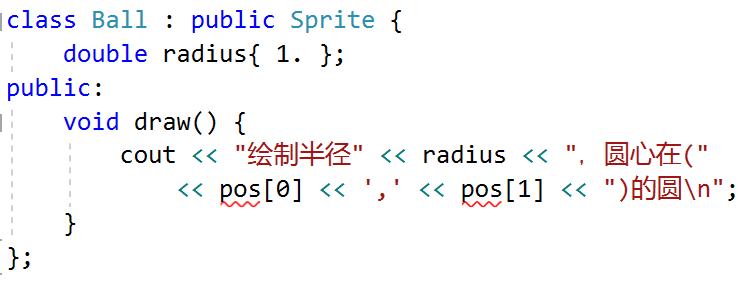 class Ball : public Sprite {
    double radius{ 1. };
public:
    void draw() {
        cout << "绘制半径" << radius << ", 圆心在("
            << pos[0] << ',' << pos[1] << ")的圆\n";
    }
};